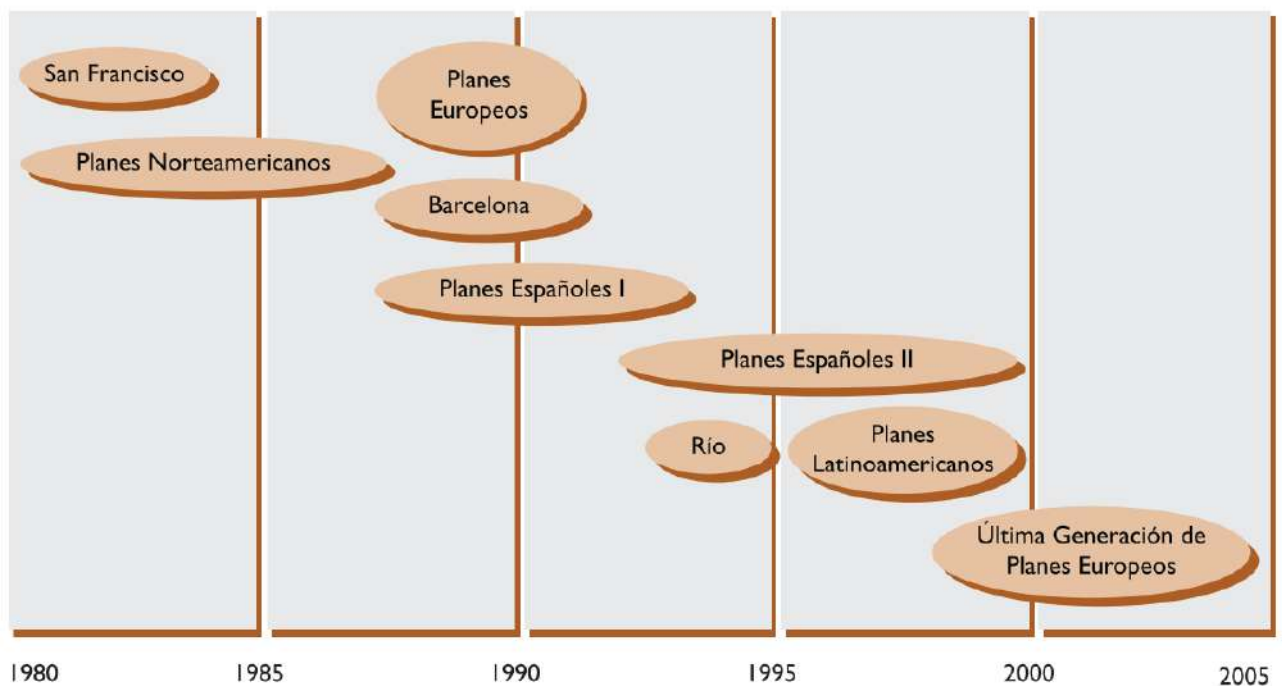 San Francisco
Planes
Europeos
Planes Norteamericanos
Barcelona
Planes Españoles I
Planes Españoles II
Río
Planes
Latinoamericanos
Última Generación de
Planes Europeos
1980 1985 1990 1995 2000 2005